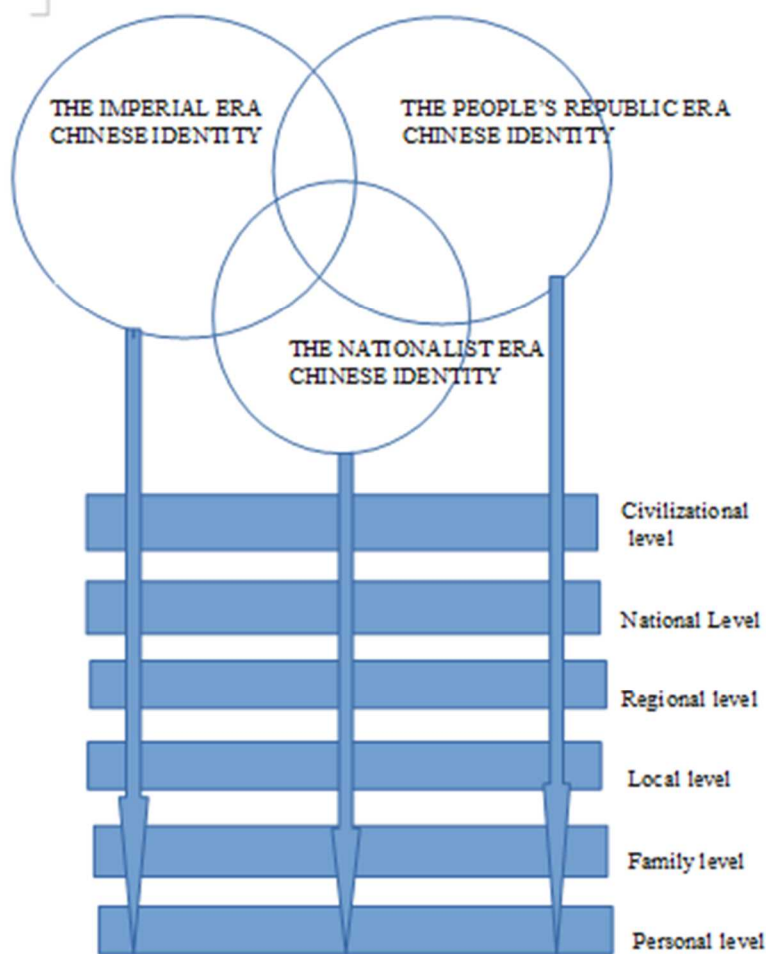 THE IMPERIAL ERA
CHINESE IDENTITY
THE PEOPLE'S REPUBLIC ERA
CHINESE IDENTITY
THE NATIONALIST ERA
CHINESE IDENTITY
Civilizational
level
National Level
Regional level
Local level
Family level
Personal level